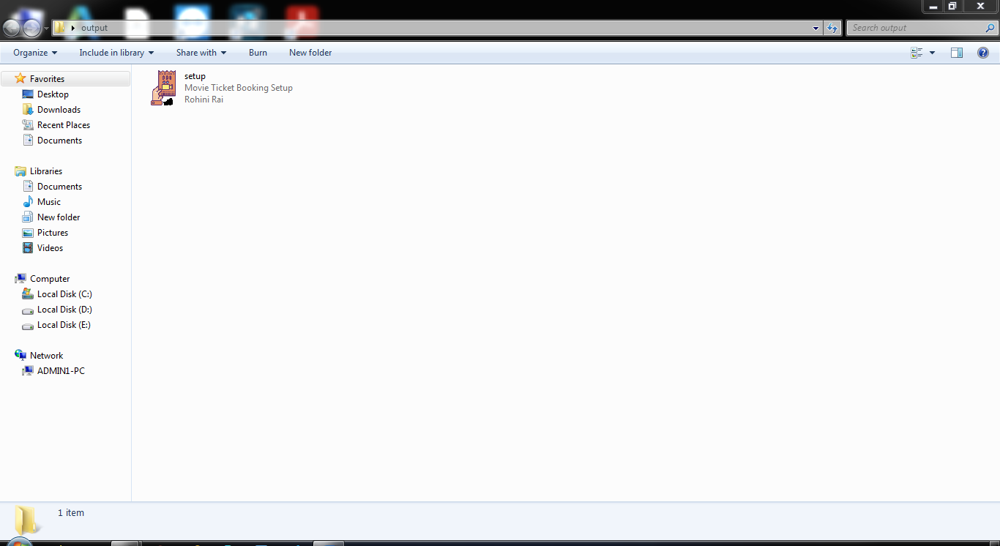 output
Search output
Organize
Include in library
Share with
Burn
New folder
Favorites
Desktop
Downloads
Recent Places
Documents
Libraries
Documents
Music
New folder
Pictures
Videos
Computer
Local Disk (C:)
Local Disk (D:)
Local Disk (E:)
Network
ADMIN1-PC
setup
Movie Ticket Booking Setup
Rohini Rai
1 item